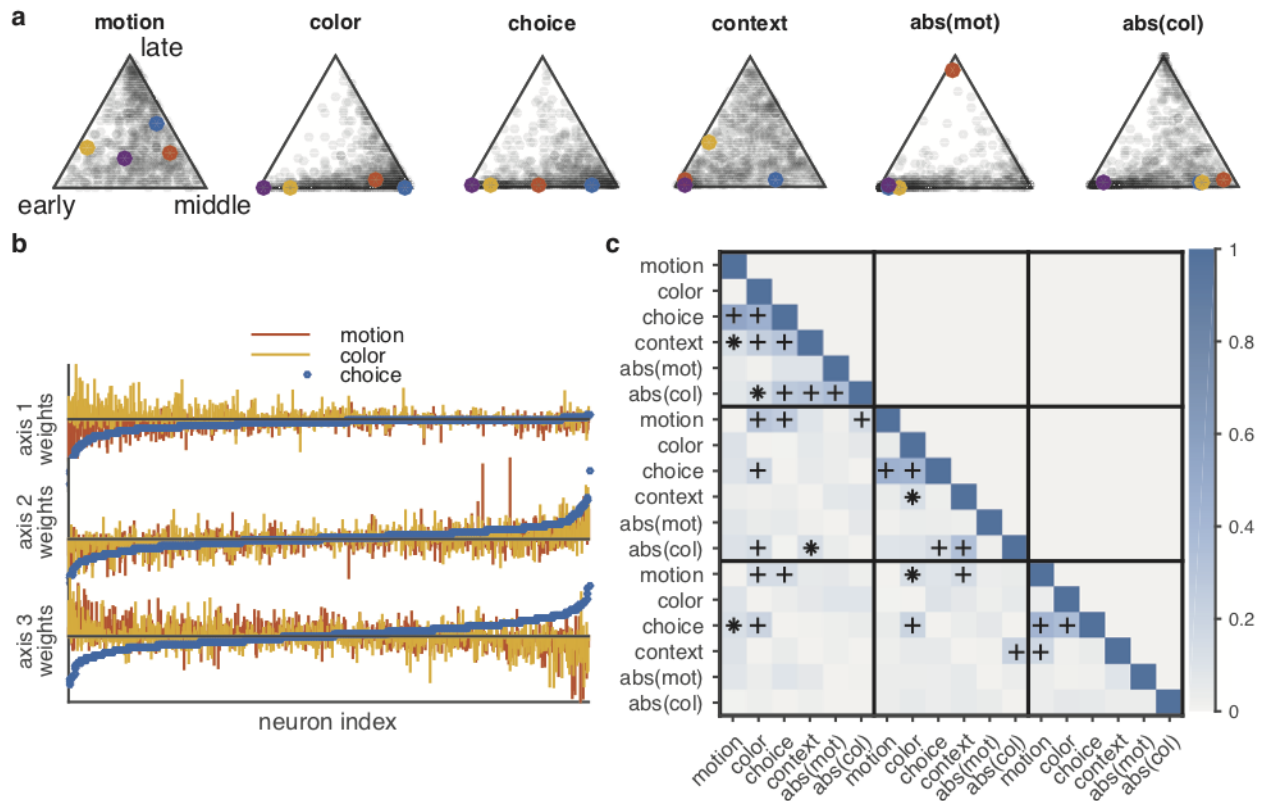 a
motion color choice context abs(mot) abs(col)
late
early middle
b
motion
color
choice
axis 1
weights
axis 2
weights
axis 3
weights
neuron index
c
motion
color
choice
context
abs(mot)
abs(col)
motion
color
choice
context
abs(mot)
abs(col)
motion
color
choice
context
abs(mot)
abs(col)
motion
color
choice
context
abs(mot)
abs(col)
motion
color
choice
context
abs(mot)
abs(col)
motion
color
choice
context
abs(mot)
abs(col)
1
0.8
0.6
0.4
0.2
0